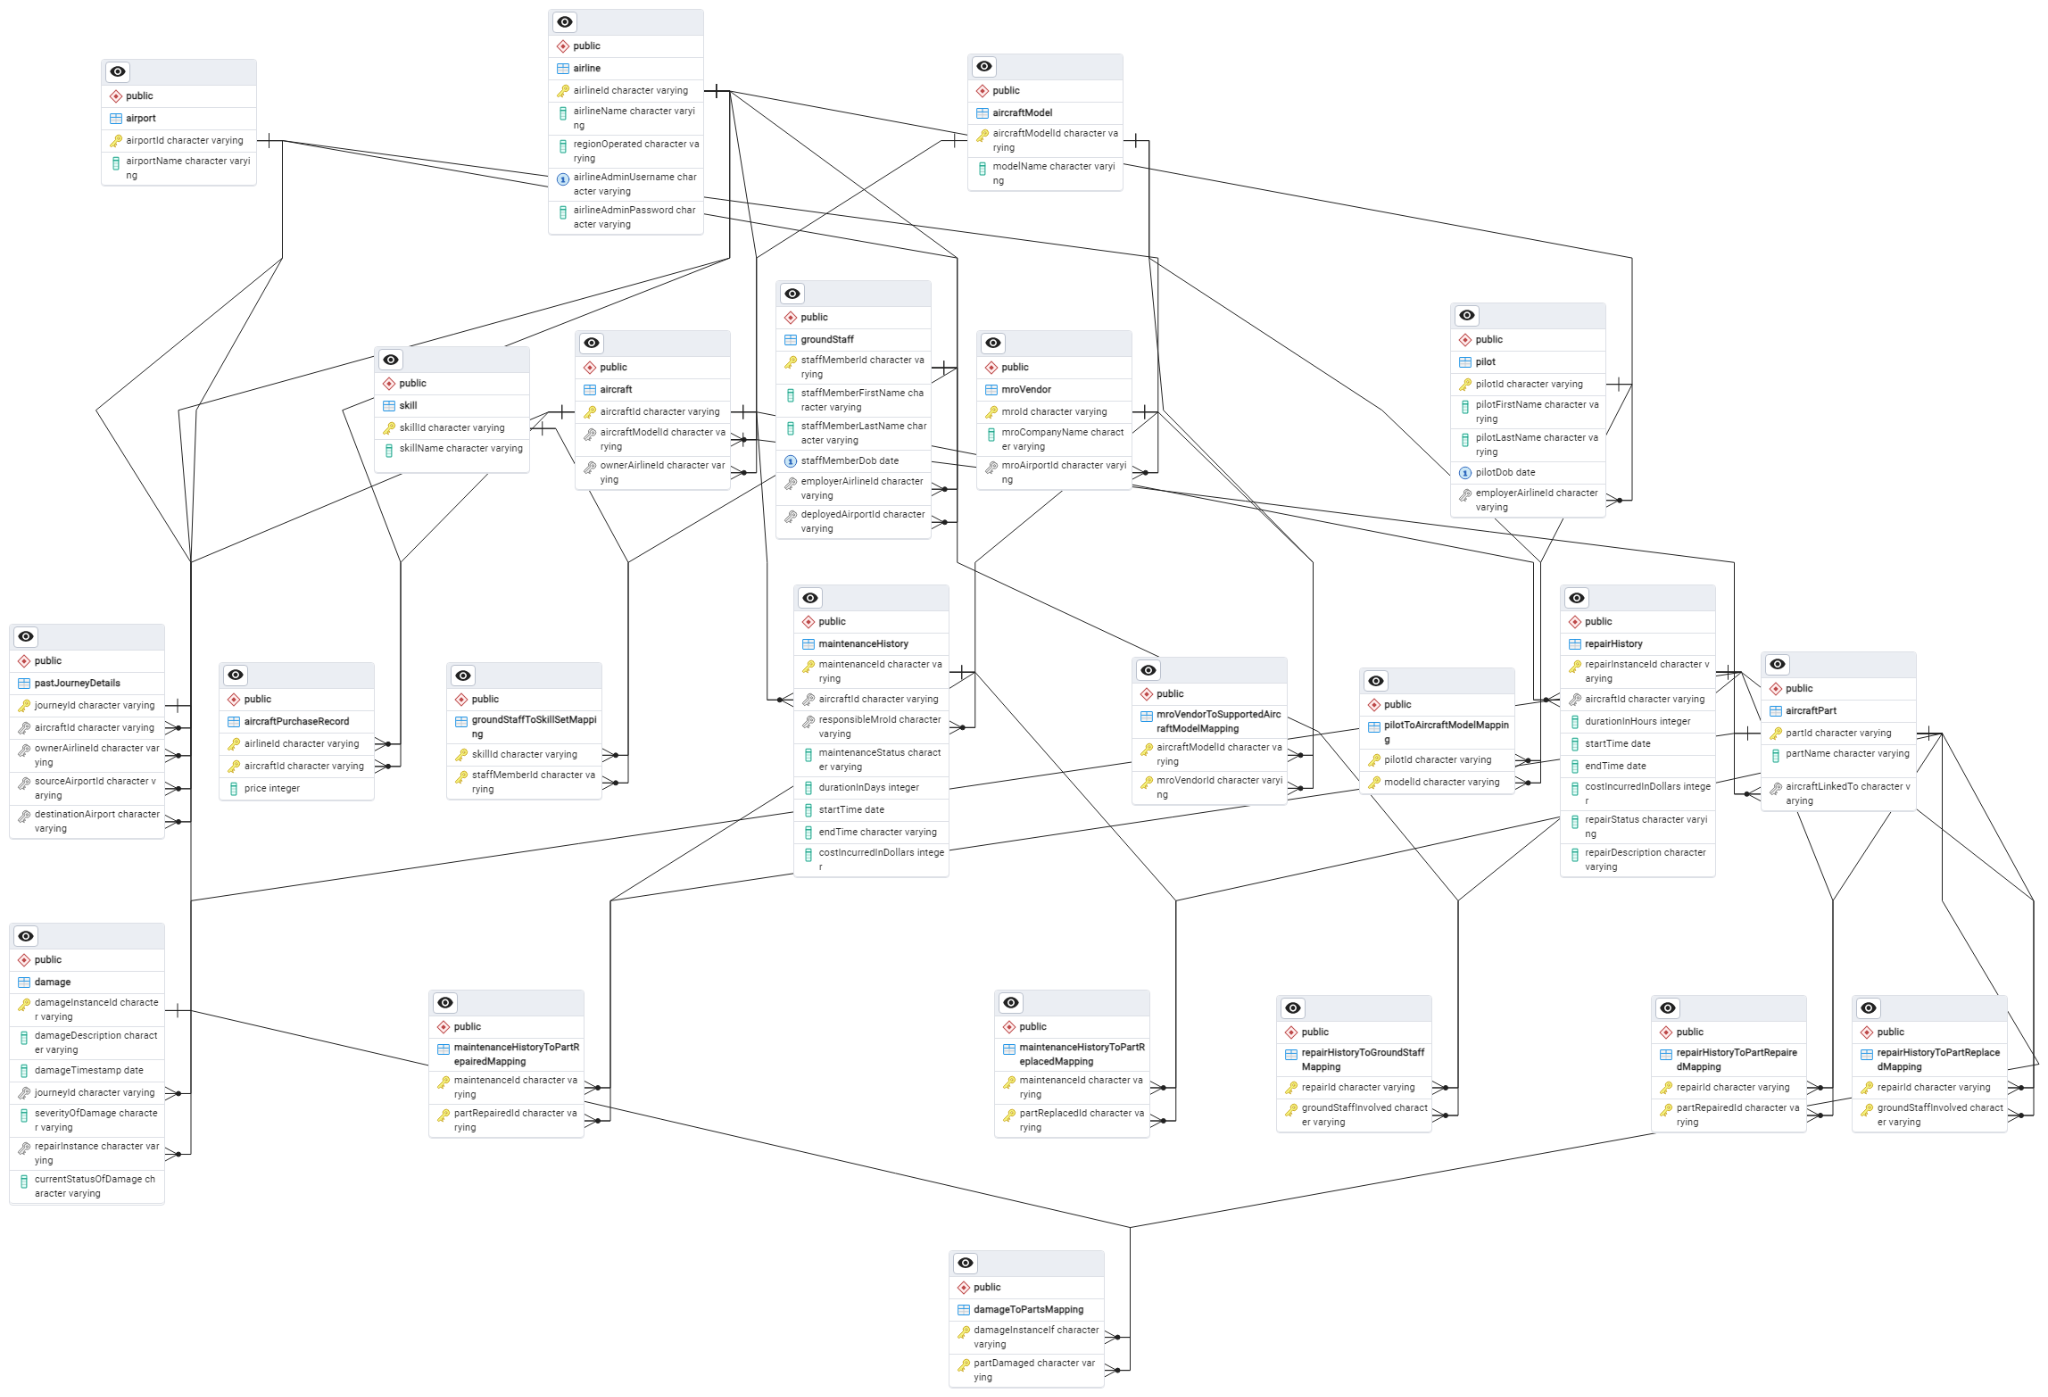 public
airline
airlineId character varying
airlineName character varyi
ng
regionOperated character va
rying
airlineAdminUsername char
acter varying
airlineAdminPassword char
acter varying
public
airport
airportId character varying
airportName character varyi
ng
public
aircraftModel
aircraftModelId character va
rying
modelName character varyi
ng
public
skill
skillId character varying
skillName character varying
public
aircraft
aircraftId character varying
aircraftModelId character va
rying
ownerAirlineId character var
ying
public
groundStaff
staffMemberId character va
rying
staffMemberFirstName cha
racter varying
staffMemberLastName char
acter varying
staffMemberDob date
employerAirlineId character
varying
deployedAirportId character
varying
public
mroVendor
mroId character varying
mroCompanyName charact
er varying
mroAirportId character varyi
ng
public
pilot
pilotId character varying
pilotFirstName character va
rying
pilotLastName character va
rying
pilotDob date
employerAirlineId character
varying
public
pastJourneyDetails
journeyId character varying
aircraftId character varying
ownerAirlineId character var
ying
sourceAirportId character v
arying
destinationAirport character
varying
public
aircraftPurchaseRecord
airlineId character varying
aircraftId character varying
price integer
public
groundStaffToSkillSetMappi
ng
skillId character varying
staffMemberId character va
rying
public
maintenanceHistory
maintenanceId character va
rying
aircraftId character varying
responsibleMroId character
varying
maintenanceStatus charact
er varying
durationInDays integer
startTime date
endTime character varying
costIncurredInDollars intege
r
public
mroVendorToSupportedAirc
raftModelMapping
aircraftModelId character va
rying
mroVendorId character varyi
ng
public
pilotToAircraftModelMappin
g
pilotId character varying
modelId character varying
public
repairHistory
repairInstanceId character v
arying
aircraftId character varying
durationInHours integer
startTime date
endTime date
costIncurredInDollars intege
r
repairStatus character varyi
ng
repairDescription character
varying
public
aircraftPart
partId character varying
partName character varying
aircraftLinkedTo character v
arying
public
damage
damageInstanceId characte
r varying
damageDescription charact
er varying
damageTimestamp date
journeyId character varying
severityOfDamage characte
r varying
repairInstance character var
ying
currentStatusOfDamage ch
aracter varying
public
maintenanceHistoryToPartR
epairedMapping
maintenanceId character va
rying
partRepairedId character va
rying
public
maintenanceHistoryToPartR
eplacedMapping
maintenanceId character va
rying
partReplacedId character va
rying
public
repairHistoryToGroundStaff
Mapping
repairId character varying
groundStaffInvolved charact
er varying
public
repairHistoryToPartRepaire
dMapping
repairId character varying
partRepairedId character va
rying
public
repairHistoryToPartReplace
dMapping
repairId character varying
groundStaffInvolved charact
er varying
public
damageToPartsMapping
damageInstanceIf character
varying
partDamaged character var
ying